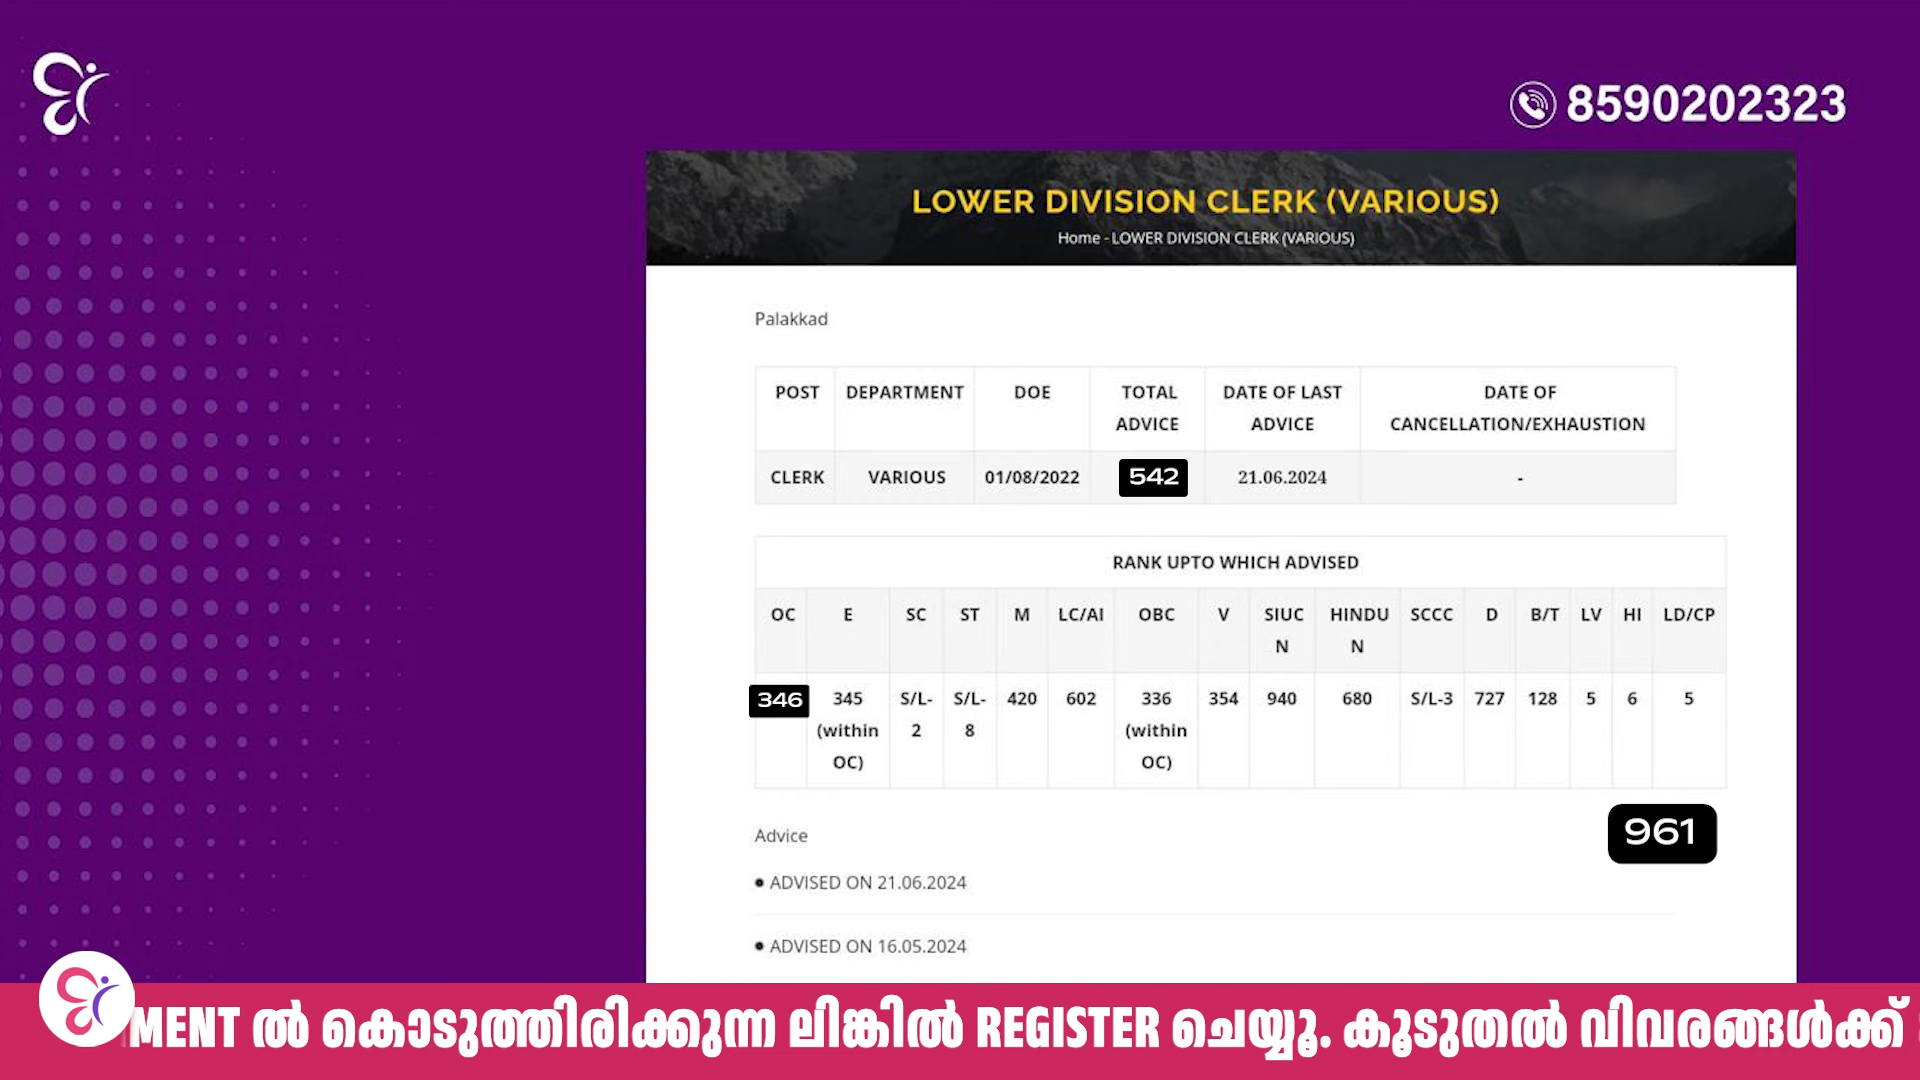 8590202323
LOWER DIVISION CLERK (VARIOUS)
Home - LOWER DIVISION CLERK (VARIOUS)
Palakkad
POST DEPARTMENT DOE TOTAL ADVICE DATE OF LAST ADVICE DATE OF CANCELLATION/EXHAUSTION
CLERK VARIOUS 01/08/2022 542 21.06.2024 -
RANK UPTO WHICH ADVISED
OC E SC ST M LC/AI OBC V SIUC N HINDU N SCCC D B/T LV HI LD/CP
346 345 (within OC) S/L-2 S/L-8 420 602 336 (within OC) 354 940 680 S/L-3 727 128 5 6 5
961
Advice
● ADVISED ON 21.06.2024
● ADVISED ON 16.05.2024
MENT ൽ കൊടുത്തിരിക്കുന്ന ലിങ്കിൽ REGISTER ചെയ്യൂ. കൂടുതൽ വിവരങ്ങൾക്ക്